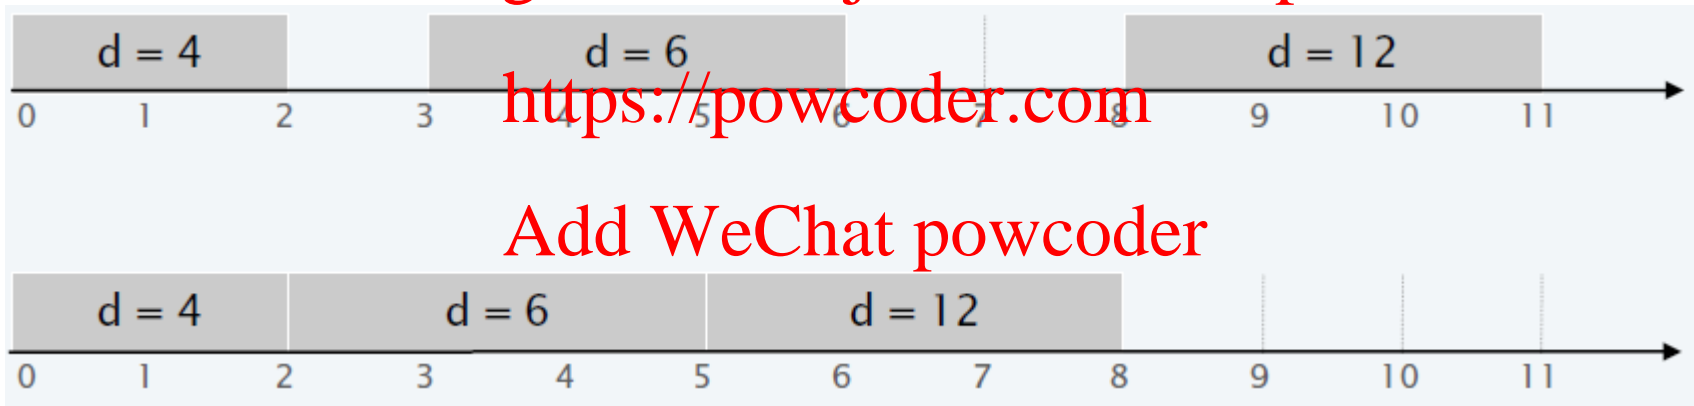 d = 4 d = 6 d = 12
0 1 2 3 4 5 6 7 8 9 10 11
https://powcoder.com
Add WeChat powcoder
d = 4 d = 6 d = 12
0 1 2 3 4 5 6 7 8 9 10 11